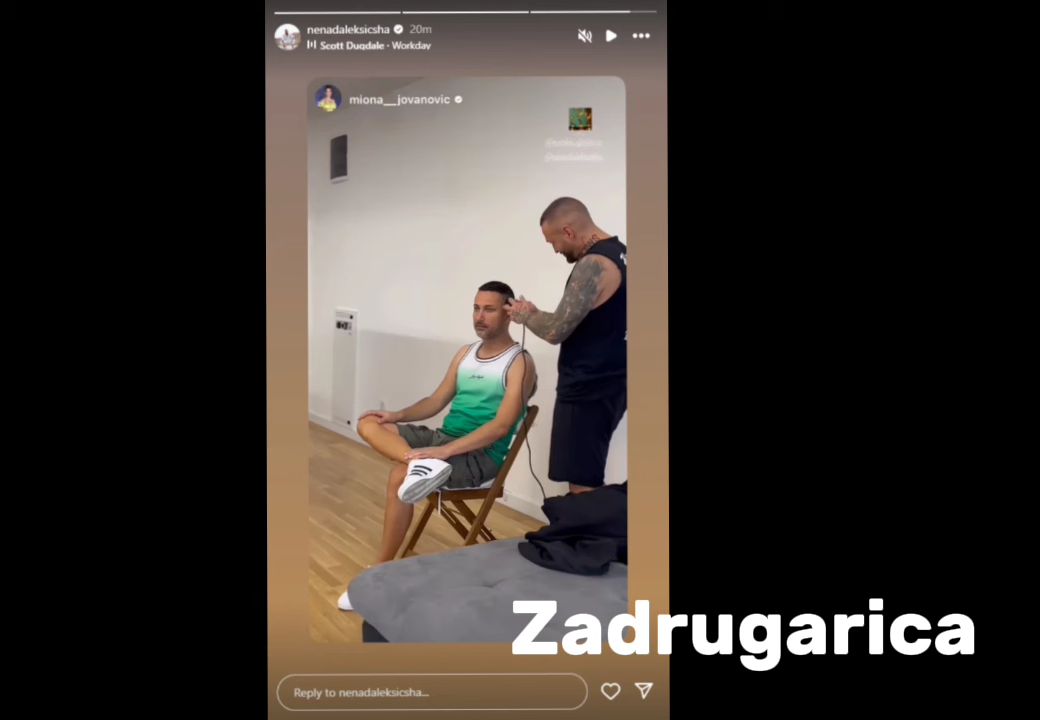 nenadaleksicsha 20m
Scott Dugdale · Workday
miona__jovanovic
Zadrugarica
Reply to nenadaleksicsha...